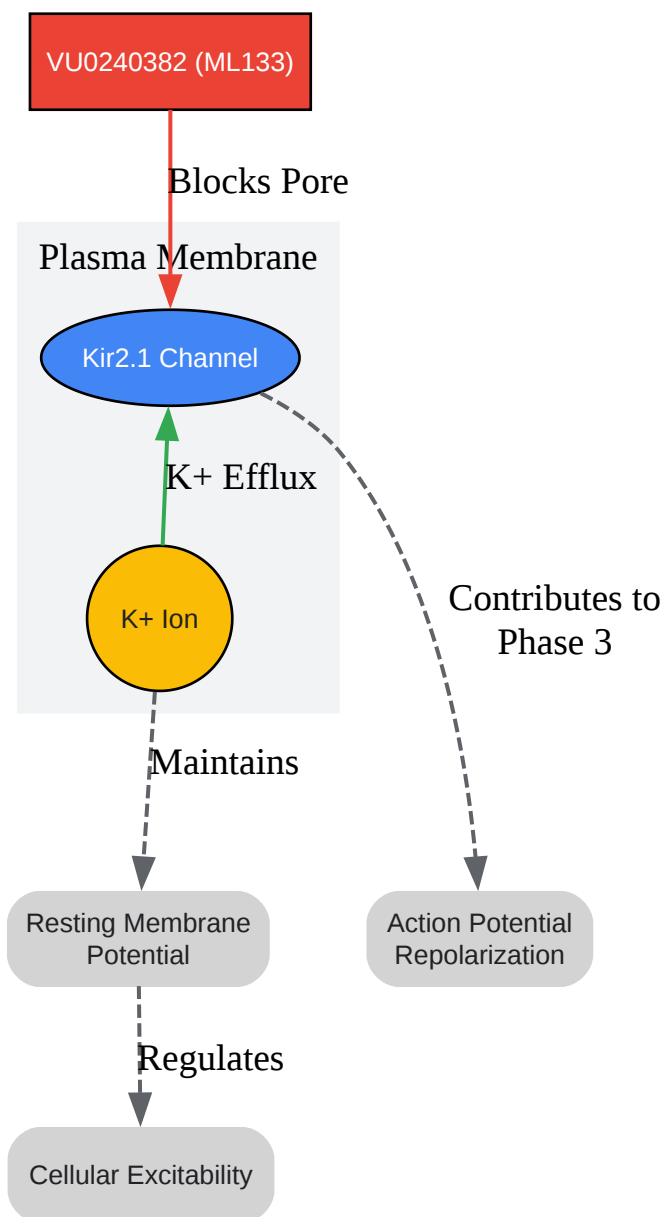 VU0240382 (ML133)
Blocks Pore
Plasma Membrane
Kir2.1 Channel
K+ Efflux
Contributes to
Phase 3
K+ Ion
Maintains
Resting Membrane
Potential
Action Potential
Repolarization
Regulates
Cellular Excitability